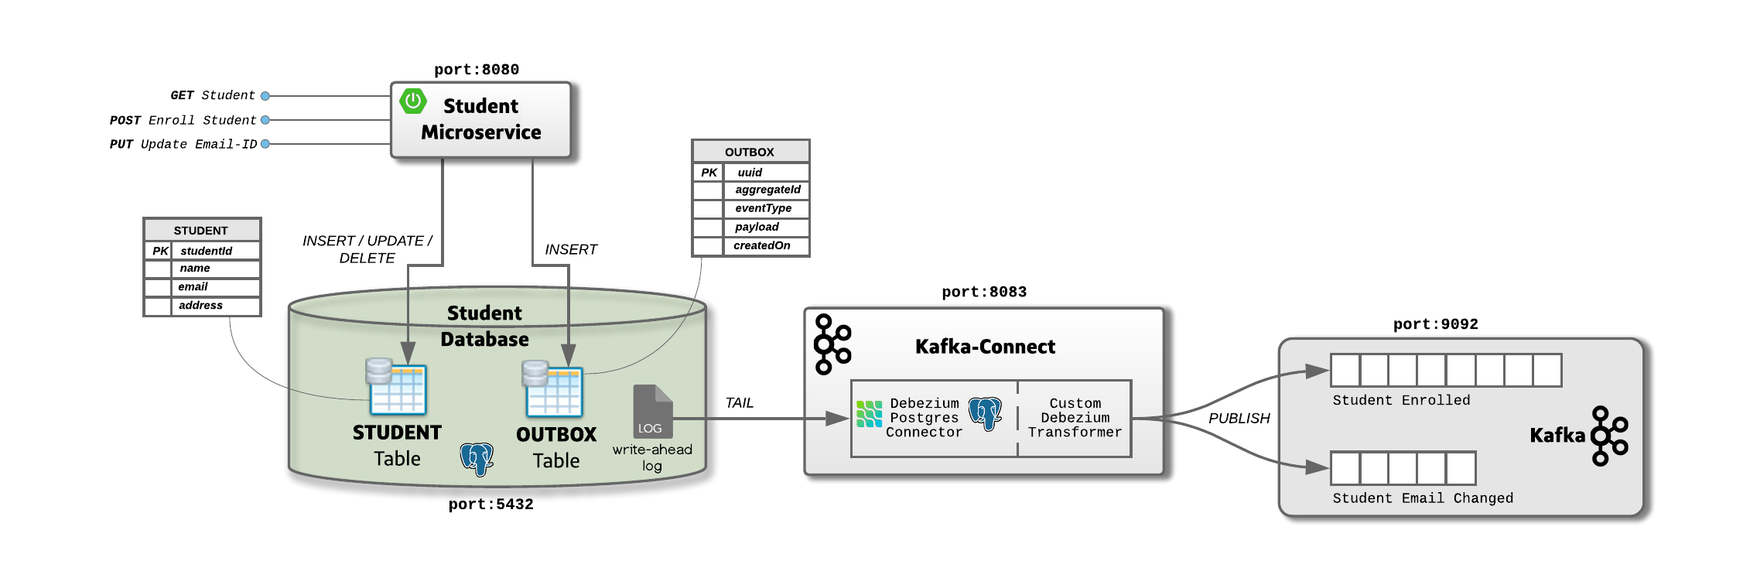 port:8080
GET Student
POST Enroll Student
PUT Update Email-ID
Student
Microservice
OUTBOX
PK uuid
aggregateId
eventType
payload
createdOn
STUDENT
PK studentId
name
email
address
INSERT / UPDATE /
DELETE
INSERT
Student
Database
STUDENT
Table
OUTBOX
Table
LOG
write-ahead
log
port:5432
TAIL
port:8083
Kafka-Connect
Debezium
Postgres
Connector
Custom
Debezium
Transformer
PUBLISH
port:9092
Student Enrolled
Kafka
Student Email Changed